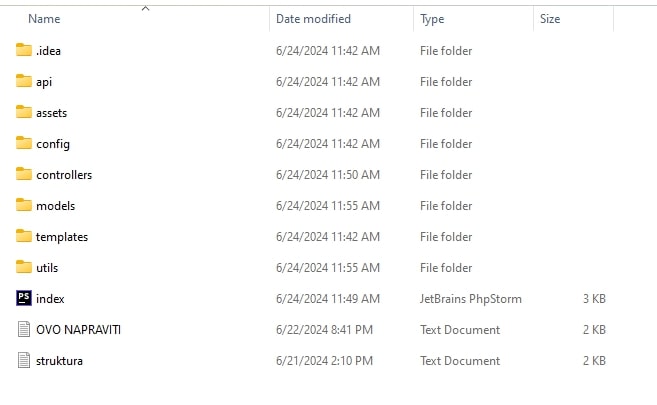 Name Date modified Type Size
.idea 6/24/2024 11:42 AM File folder
api 6/24/2024 11:42 AM File folder
assets 6/24/2024 11:42 AM File folder
config 6/24/2024 11:42 AM File folder
controllers 6/24/2024 11:50 AM File folder
models 6/24/2024 11:55 AM File folder
templates 6/24/2024 11:42 AM File folder
utils 6/24/2024 11:55 AM File folder
PS index 6/24/2024 11:49 AM JetBrains PhpStorm 3 KB
OVO NAPRAVITI 6/22/2024 8:41 PM Text Document 2 KB
struktura 6/21/2024 2:10 PM Text Document 2 KB